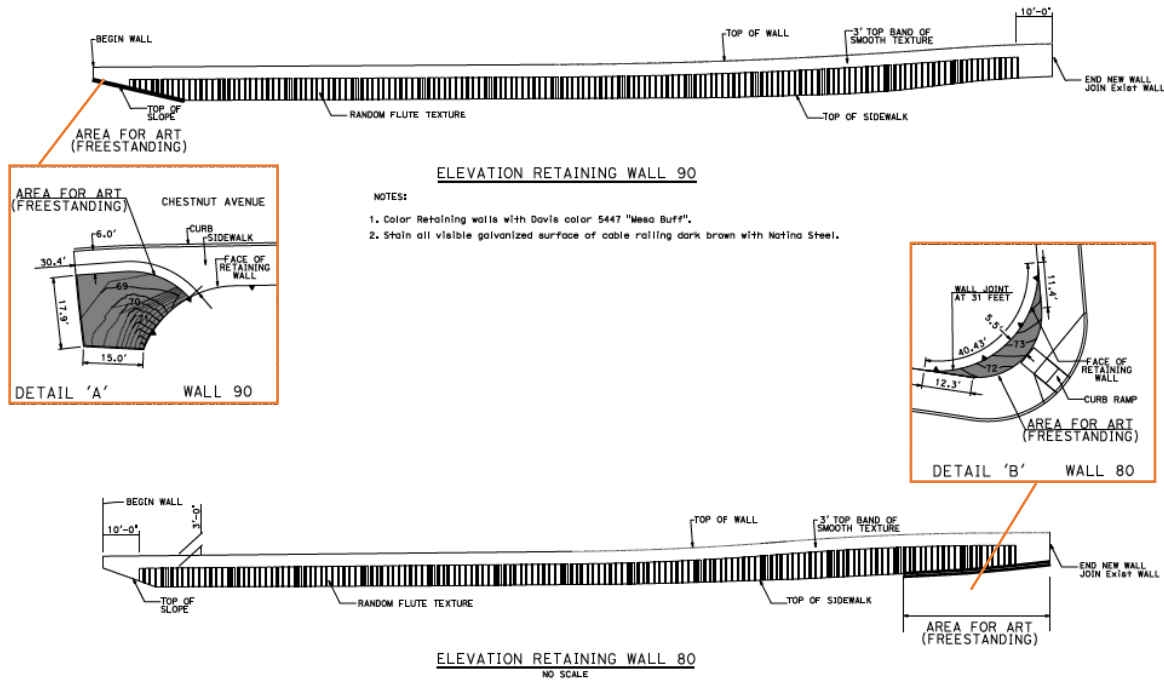 10'-0"
BEGIN WALL
TOP OF WALL
3' TOP BAND OF
SMOOTH TEXTURE
END NEW WALL
JOIN Exist WALL
TOP OF
SLOPE
RANDOM FLUTE TEXTURE
TOP OF SIDEWALK
AREA FOR ART
(FREESTANDING)
ELEVATION RETAINING WALL 90
NOTES:
1. Color Retaining walls with Davis color 5447 "Mesa Buff".
2. Stain all visible galvanized surface of cable railing dark brown with Natina Steel.
AREA FOR ART
(FREESTANDING)
CHESTNUT AVENUE
6.0'
CURB
SIDEWALK
30.4'
FACE OF
RETAINING
WALL
69
70
17.9'
15.0'
DETAIL 'A'
WALL 90
WALL JOINT
AT 31 FEET
11.4'
5.5'
40.43'
73
72
12.3'
FACE OF
RETAINING
WALL
CURB RAMP
AREA FOR ART
(FREESTANDING)
DETAIL 'B'
WALL 80
BEGIN WALL
10'-0"
3'-0"
TOP OF WALL
3' TOP BAND OF
SMOOTH TEXTURE
END NEW WALL
JOIN Exist WALL
TOP OF
SLOPE
RANDOM FLUTE TEXTURE
TOP OF SIDEWALK
AREA FOR ART
(FREESTANDING)
ELEVATION RETAINING WALL 80
NO SCALE